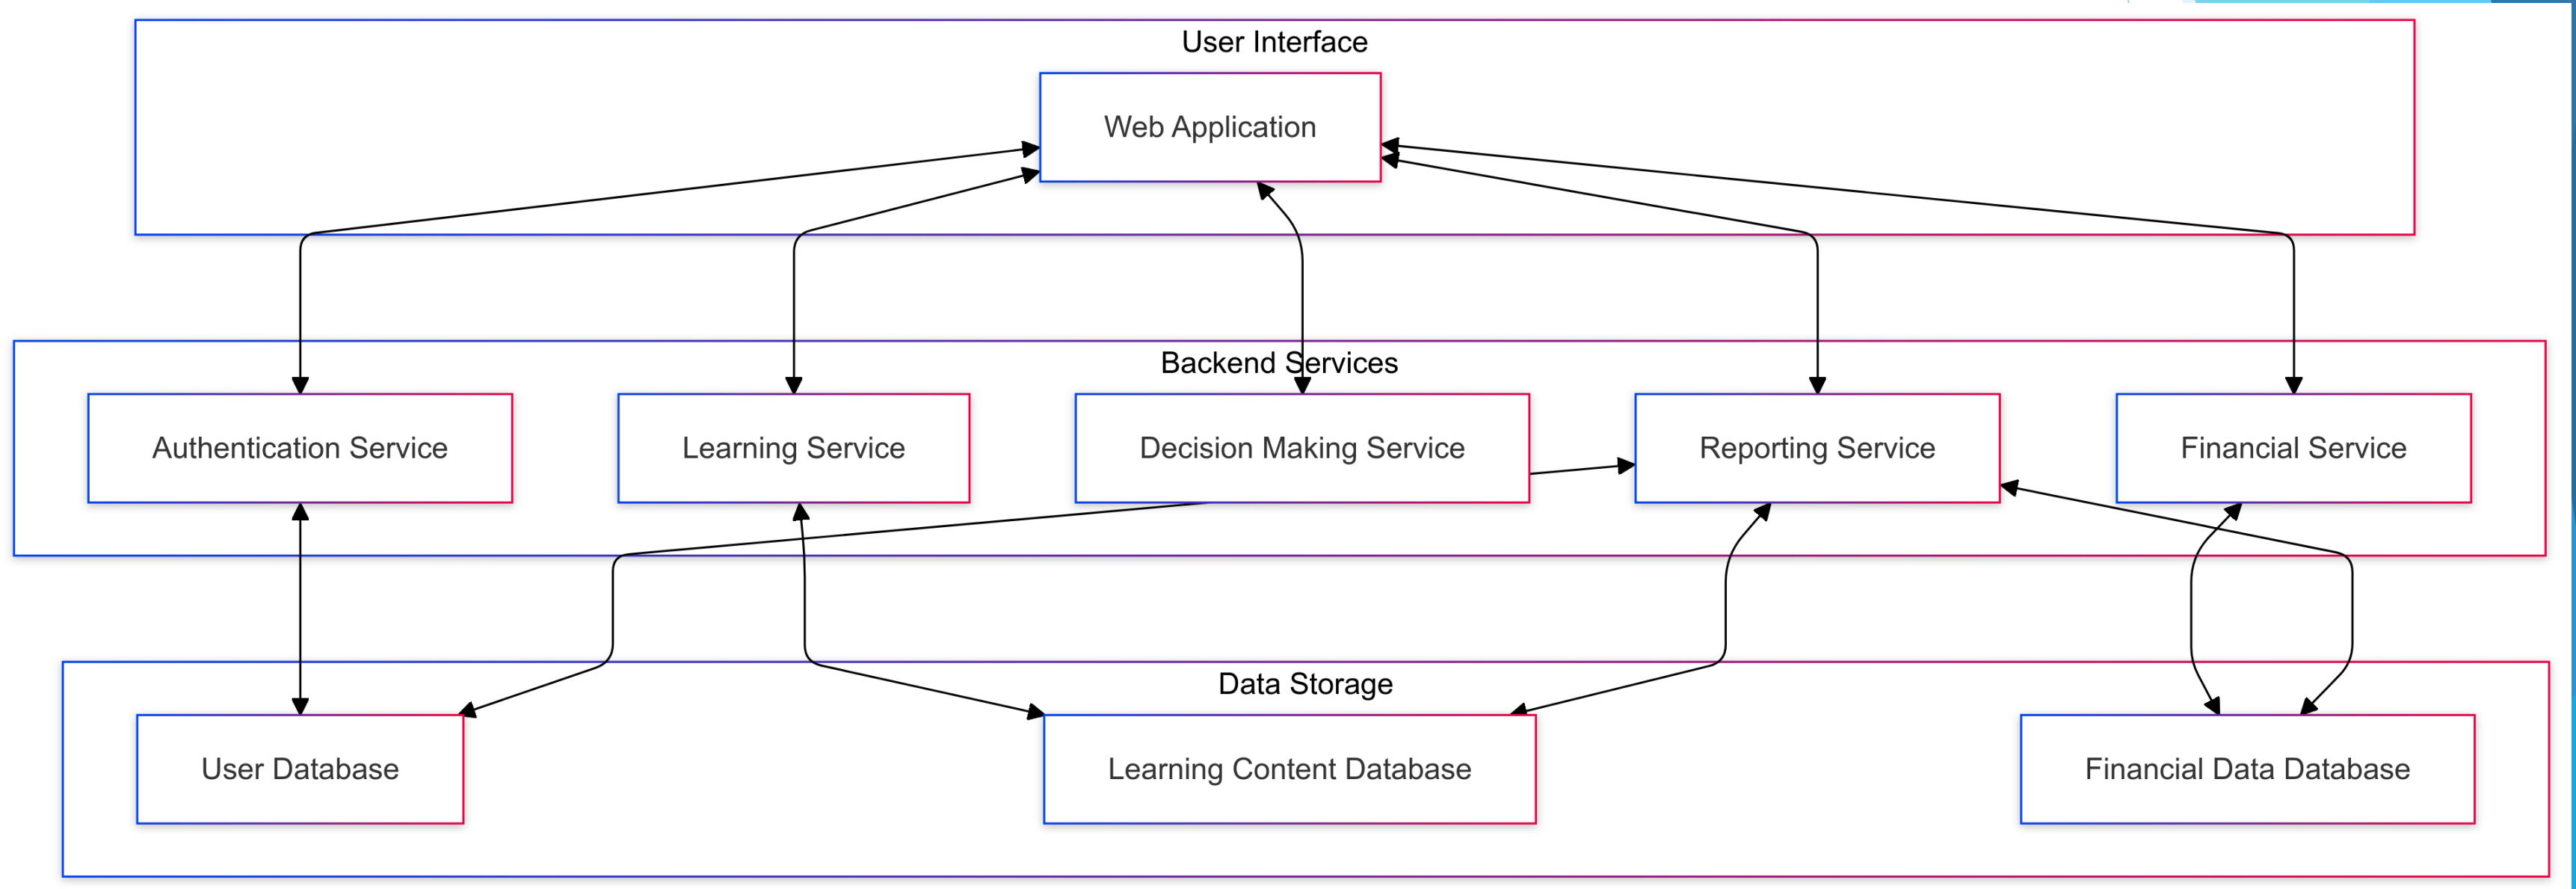 User Interface
Web Application
Backend Services
Authentication Service
Learning Service
Decision Making Service
Reporting Service
Financial Service
Data Storage
User Database
Learning Content Database
Financial Data Database